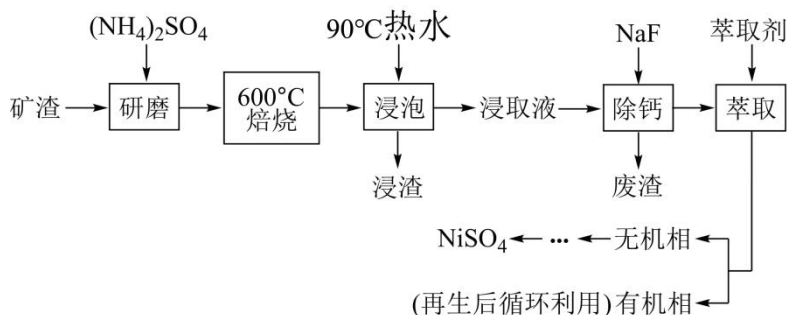 (NH4)2SO4
90°C热水
NaF
萃取剂
矿渣
研磨
600°C
焙烧
浸泡
浸取液
除钙
萃取
浸渣
废渣
NiSO4
···
无机相
(再生后循环利用)有机相